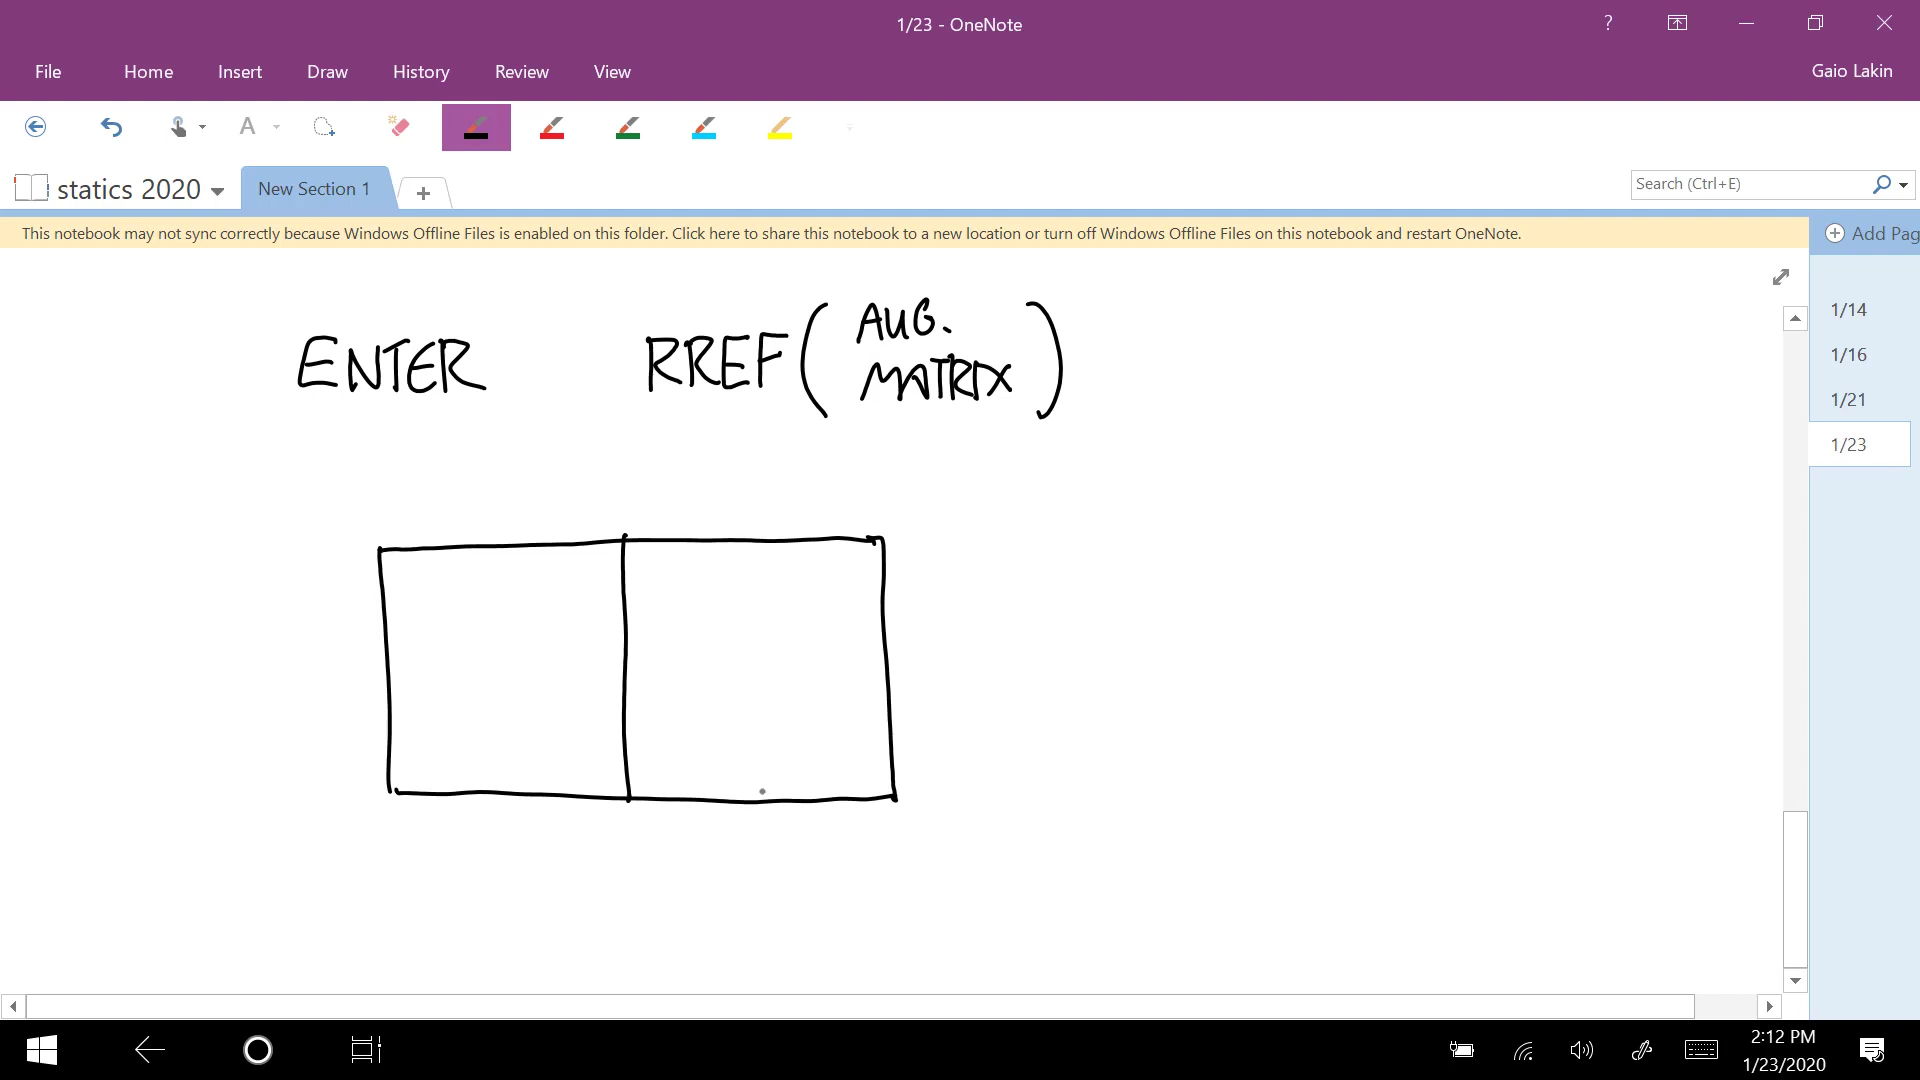 1/23 - OneNote
?
File Home Insert Draw History Review View
Gaio Lakin
A
statics 2020
New Section 1
+
Search (Ctrl+E)
This notebook may not sync correctly because Windows Offline Files is enabled on this folder. Click here to share this notebook to a new location or turn off Windows Offline Files on this notebook and restart OneNote.
Add Pag
1/14
1/16
1/21
1/23
ENTER RREF( AUG.
MATRIX )
2:12 PM
1/23/2020